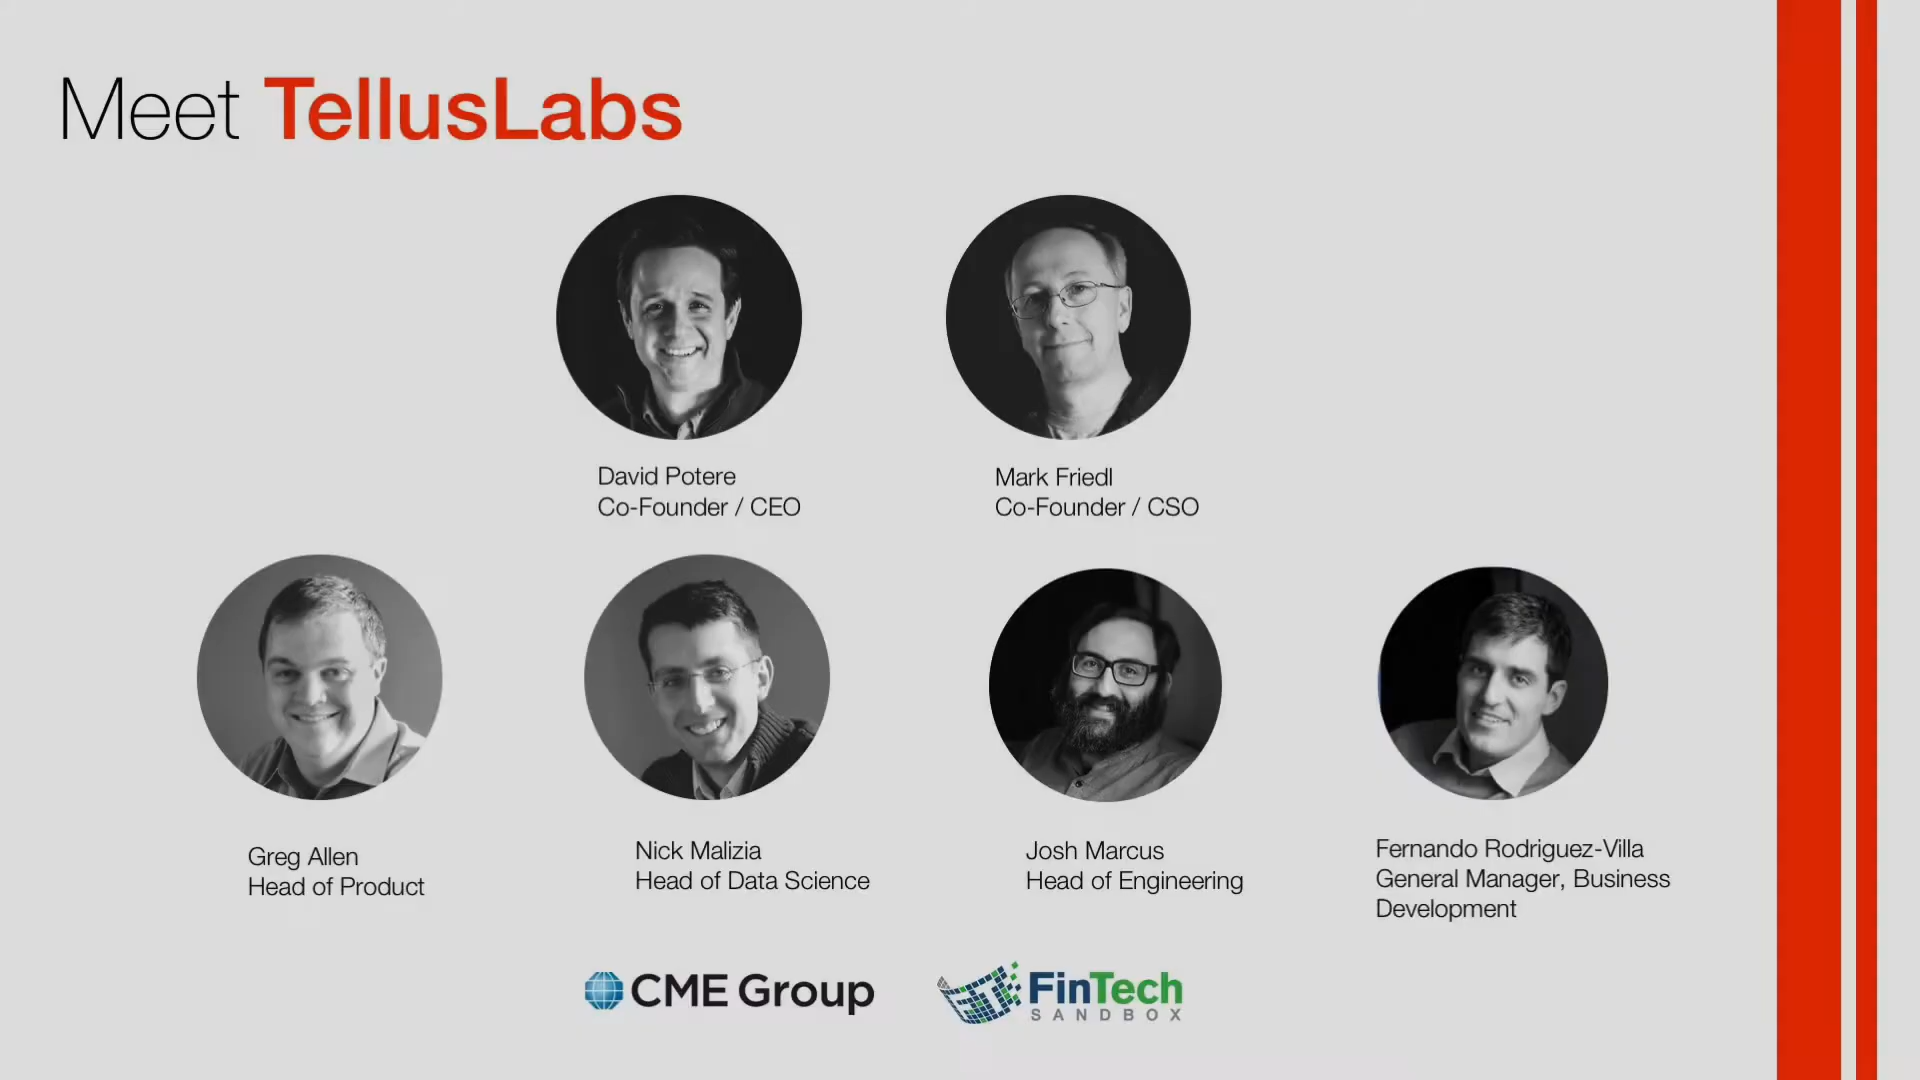 Meet TellusLabs
David Potere
Co-Founder / CEO
Mark Friedl
Co-Founder / CSO
Greg Allen
Head of Product
Nick Malizia
Head of Data Science
Josh Marcus
Head of Engineering
Fernando Rodriguez-Villa
General Manager, Business
Development
CME Group
FinTech
SANDBOX